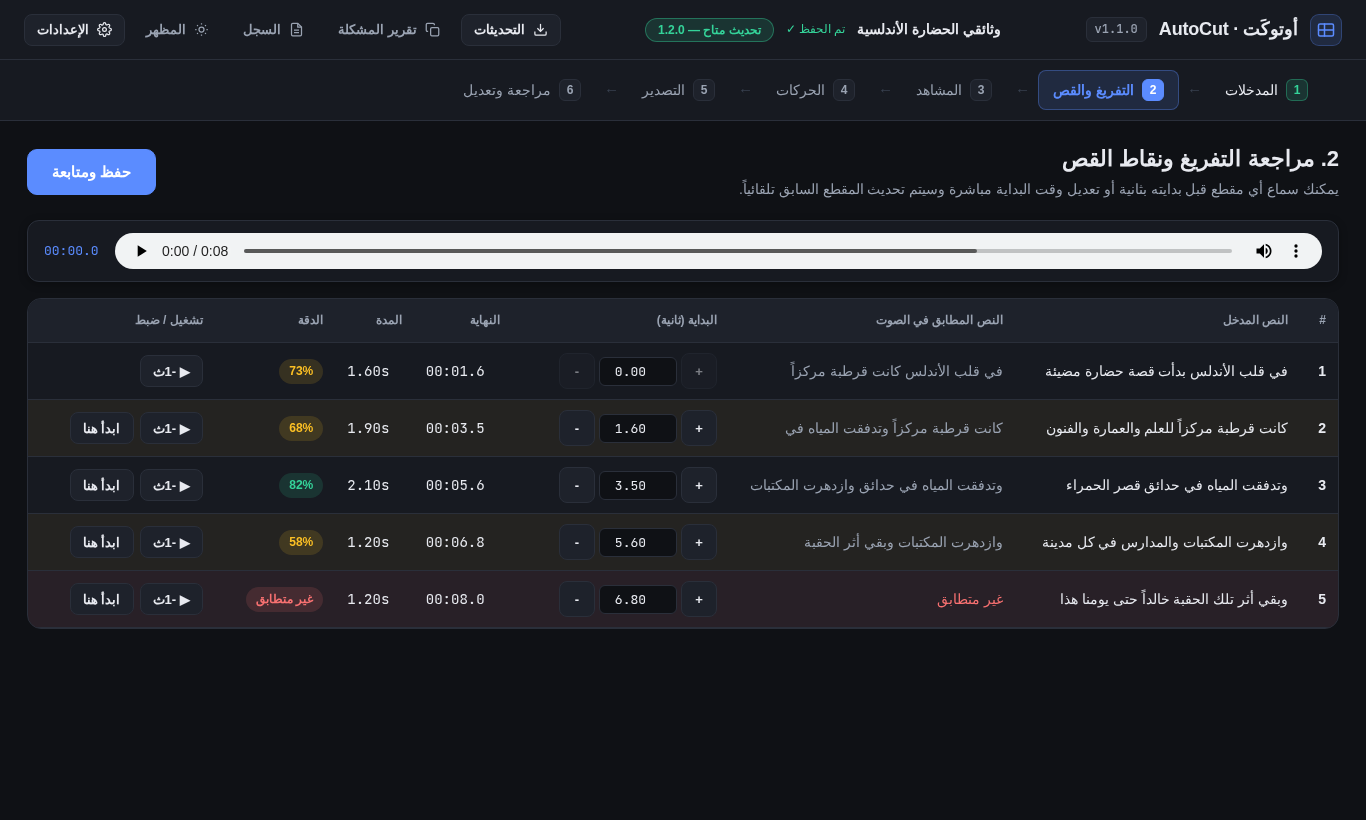 أوتوكَت · AutoCut v1.1.0 وثائقي الحضارة الأندلسية تم الحفظ ✓ تحديث متاح — 1.2.0 التحديثات تقرير المشكلة السجل المظهر الإعدادات
1 المدخلات ← 2 التفريغ والقص ← 3 المشاهد ← 4 الحركات ← 5 التصدير ← 6 مراجعة وتعديل
2. مراجعة التفريغ ونقاط القص
حفظ ومتابعة
يمكنك سماع أي مقطع قبل بدايته بثانية أو تعديل وقت البداية مباشرة وسيتم تحديث المقطع السابق تلقائياً.
00:00.0 0:00 / 0:08
# النص المدخل النص المطابق في الصوت البداية (ثانية) النهاية المدة الدقة تشغيل / ضبط
1 في قلب الأندلس بدأت قصة حضارة مضيئة في قلب الأندلس كانت قرطبة مركزاً + 0.00 - 00:01.6 1.60s 73% ▶ -1ث
2 كانت قرطبة مركزاً للعلم والعمارة والفنون كانت قرطبة مركزاً وتدفقت المياه في + 1.60 - 00:03.5 1.90s 68% ▶ -1ث ابدأ هنا
3 وتدفقت المياه في حدائق قصر الحمراء وتدفقت المياه في حدائق وازدهرت المكتبات + 3.50 - 00:05.6 2.10s 82% ▶ -1ث ابدأ هنا
4 وازدهرت المكتبات والمدارس في كل مدينة وازدهرت المكتبات وبقي أثر الحقبة + 5.60 - 00:06.8 1.20s 58% ▶ -1ث ابدأ هنا
5 وبقي أثر تلك الحقبة خالداً حتى يومنا هذا غير متطابق + 6.80 - 00:08.0 1.20s غير متطابق ▶ -1ث ابدأ هنا